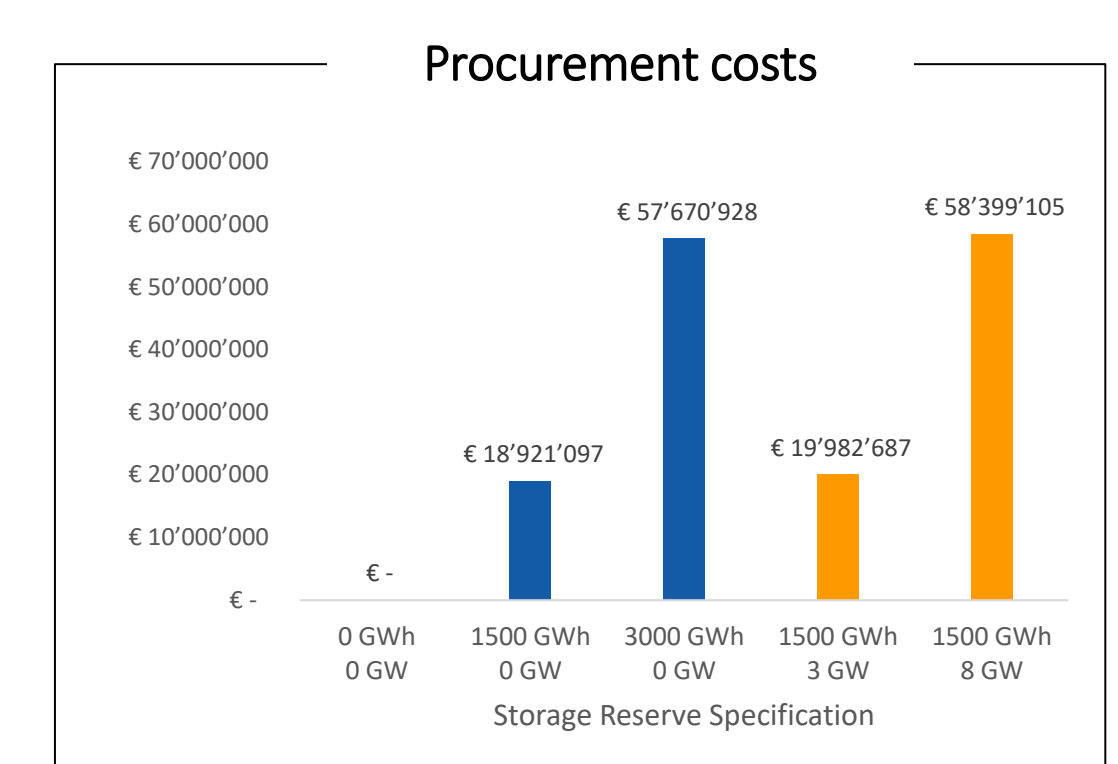 Procurement costs
€ 70’000’000
€ 60’000’000
€ 50’000’000
€ 40’000’000
€ 30’000’000
€ 20’000’000
€ 10’000’000
€ -
€ -
€ 18’921’097
€ 57’670’928
€ 19’982’687
€ 58’399’105
0 GWh
0 GW
1500 GWh
0 GW
3000 GWh
0 GW
1500 GWh
3 GW
1500 GWh
8 GW
Storage Reserve Specification